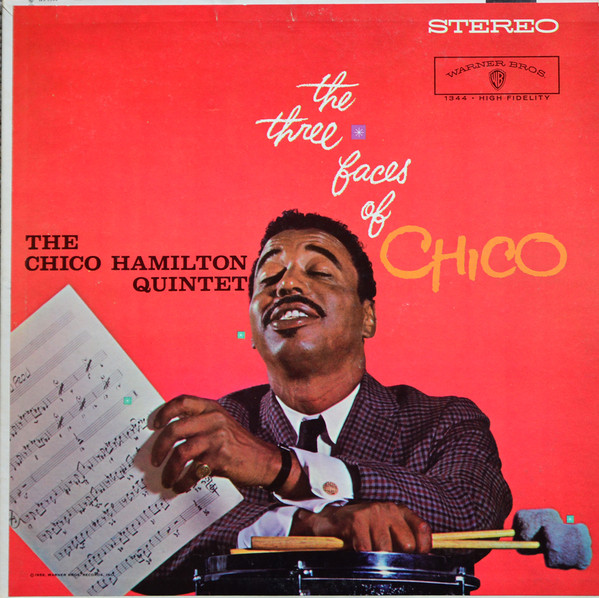 STEREO
WARNER BROS.
WB
1344 • HIGH FIDELITY
the
three
faces
of
CHICO
THE
CHICO HAMILTON
QUINTET